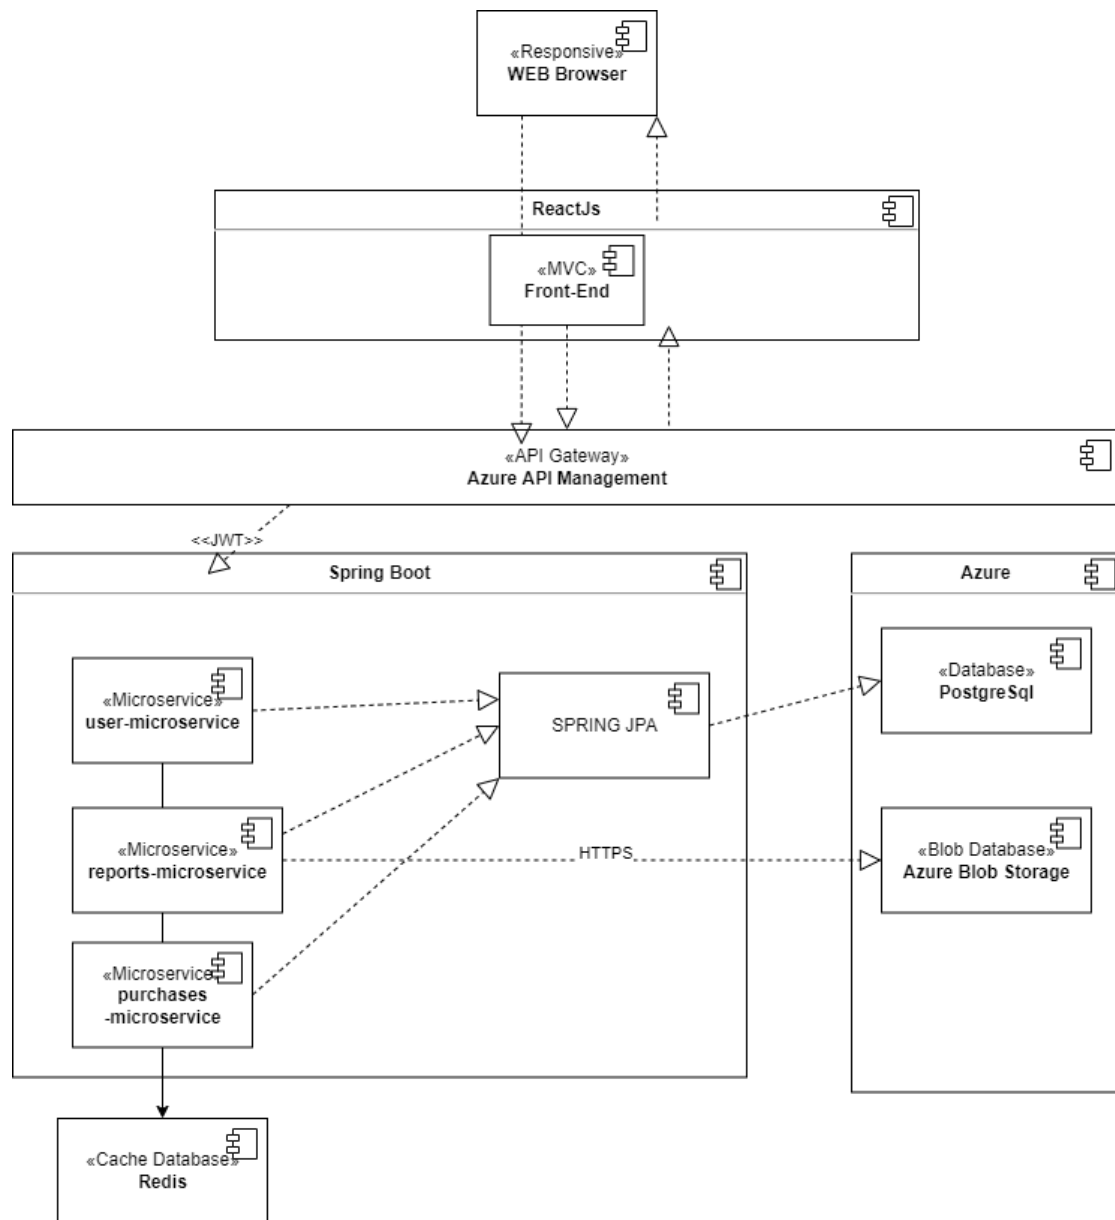 «Responsive»
WEB Browser
ReactJs
«MVC»
Front-End
«API Gateway»
Azure API Management
<<JWT>>
Spring Boot
Azure
«Microservice»
user-microservice
SPRING JPA
«Database»
PostgreSql
«Microservice»
reports-microservice
HTTPS
«Blob Database»
Azure Blob Storage
«Microservice
purchases
-microservice
«Cache Database»
Redis